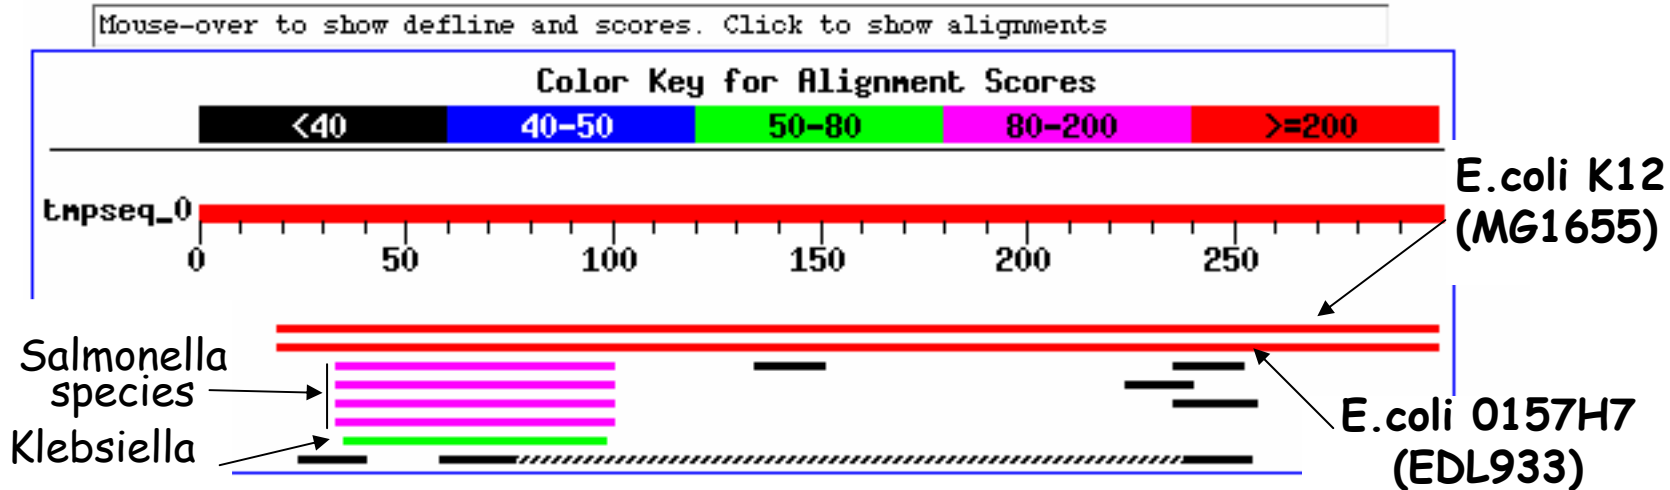 Mouse-over to show defline and scores. Click to show alignments
Color Key for Alignment Scores
<40 40-50 50-80 80-200 >=200
E.coli K12
(MG1655)
tmpseq_0
0 50 100 150 200 250
Salmonella
species
Klebsiella
E.coli 0157H7
(EDL933)